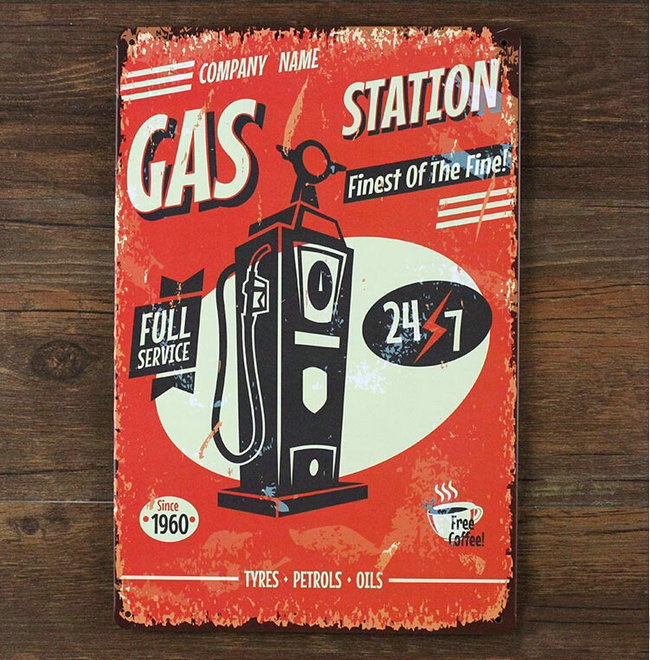 COMPANY NAME
GAS STATION
Finest Of The Fine!
FULL
SERVICE
24 7
Since
1960
Free
Coffee!
TYRES • PETROLS • OILS